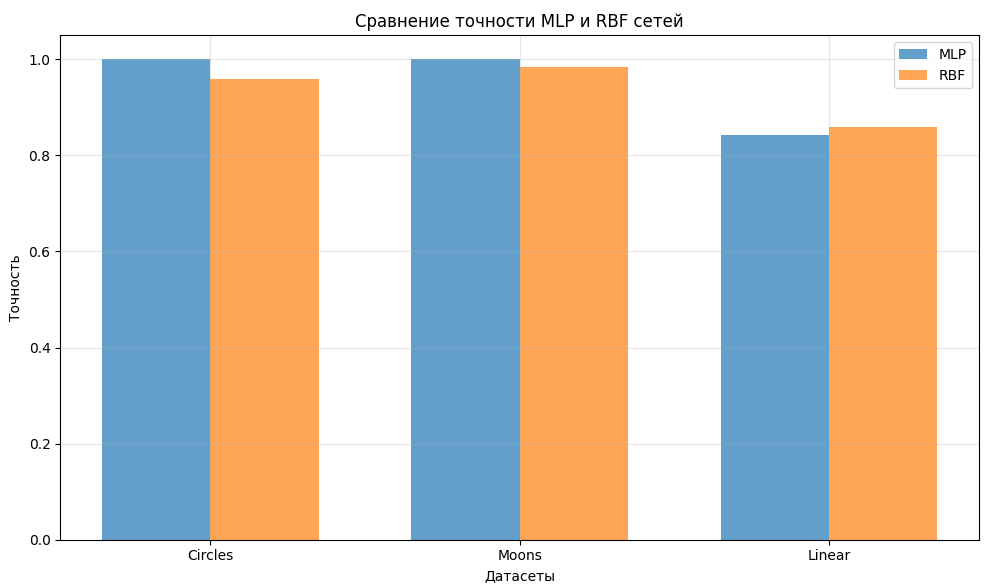 Сравнение точности MLP и RBF сетей
MLP
RBF
1.0
0.8
0.6
0.4
0.2
0.0
Точность
Circles
Moons
Linear
Датасеты